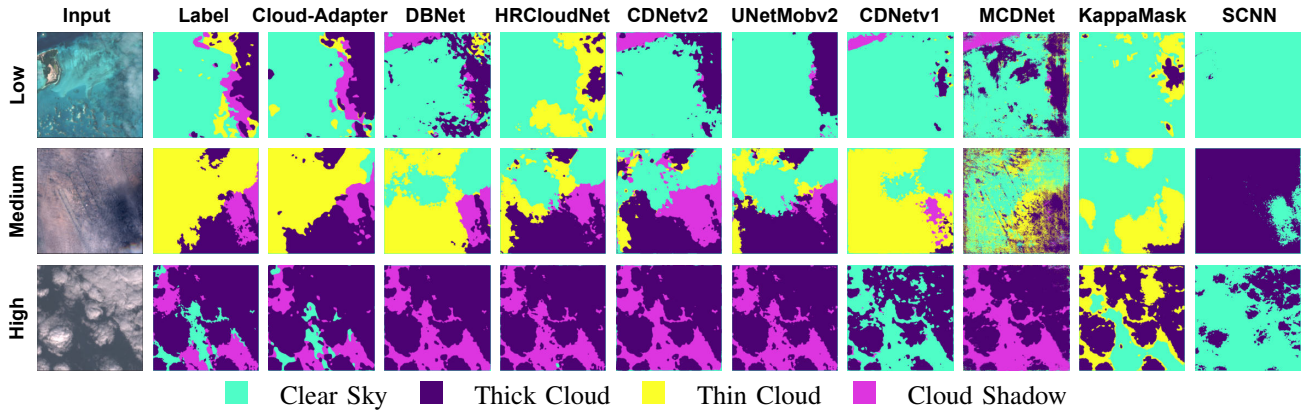 Input Label Cloud-Adapter DBNet HRCloudNet CDNetv2 UNetMobv2 CDNetv1 MCDNet KappaMask SCNN
Low
Medium
High
Clear Sky Thick Cloud Thin Cloud Cloud Shadow